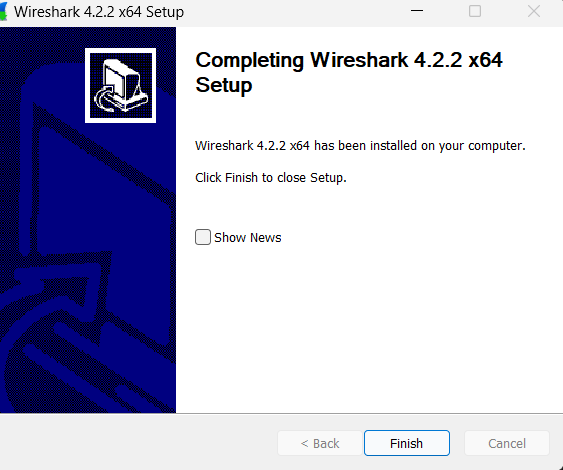 Wireshark 4.2.2 x64 Setup
Completing Wireshark 4.2.2 x64
Setup
Wireshark 4.2.2 x64 has been installed on your computer.
Click Finish to close Setup.
Show News
< Back
Finish
Cancel